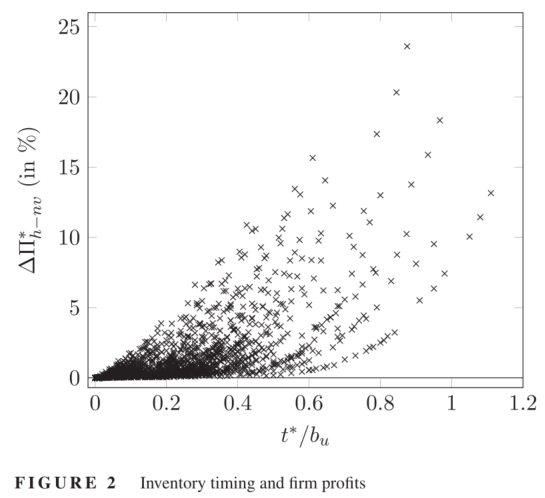 25
20
15
10
5
0
ΔΠ*h−nv (in %)
0 0.2 0.4 0.6 0.8 1 1.2
t*/bu
FIGURE 2 Inventory timing and firm profits